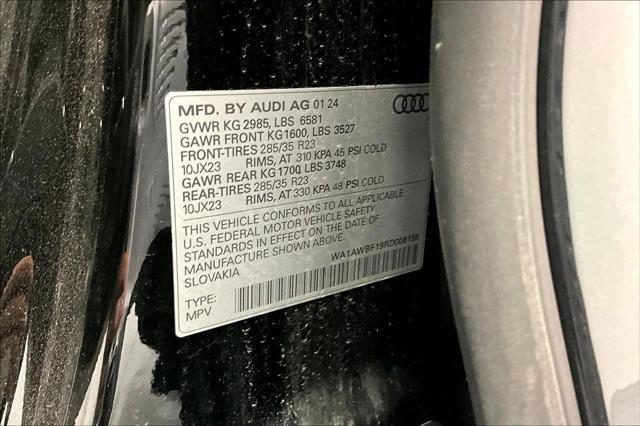 MFD. BY AUDI AG 01 24
GVWR KG 2985, LBS 6581
GAWR FRONT KG1600, LBS 3527
FRONT-TIRES 285/35 R23
10JX23 RIMS, AT 310 KPA 45 PSI COLD
GAWR REAR KG1700, LBS 3748
REAR-TIRES 285/35 R23
10JX23 RIMS, AT 330 KPA 48 PSI COLD
THIS VEHICLE CONFORMS TO ALL APPLICABLE
U.S. FEDERAL MOTOR VEHICLE SAFETY
STANDARDS IN EFFECT ON THE DATE OF
MANUFACTURE SHOWN ABOVE.
SLOVAKIA
WA1AWBF19RD008158
TYPE:
MPV